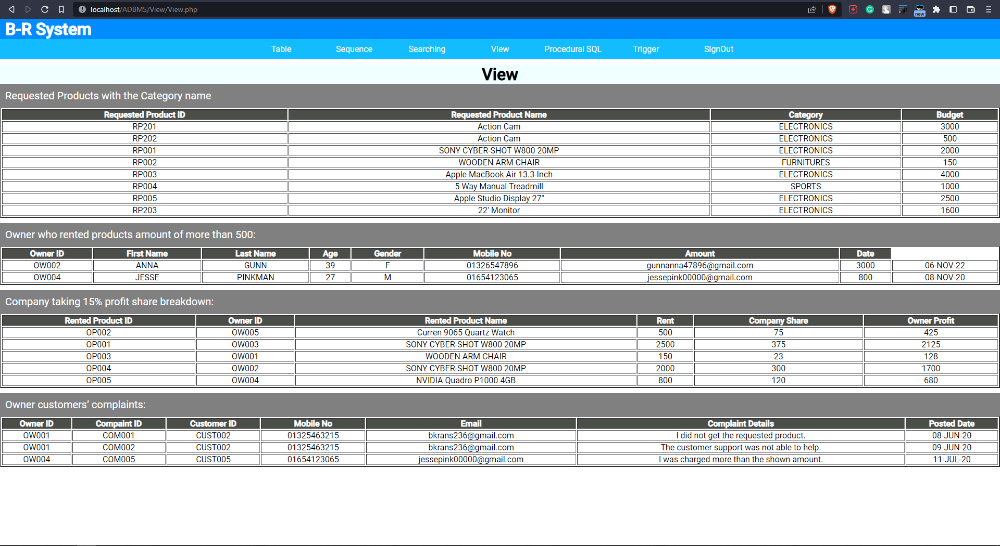 localhost/ADBMS/View/View.php
new
B-R System
Table Sequence Searching View Procedural SQL Trigger SignOut
View
Requested Products with the Category name
Requested Product ID Requested Product Name Category Budget
RP201 Action Cam ELECTRONICS 3000
RP202 Action Cam ELECTRONICS 500
RP001 SONY CYBER-SHOT W800 20MP ELECTRONICS 2000
RP002 WOODEN ARM CHAIR FURNITURES 150
RP003 Apple MacBook Air 13.3-Inch ELECTRONICS 4000
RP004 5 Way Manual Treadmill SPORTS 1000
RP005 Apple Studio Display 27" ELECTRONICS 2500
RP203 22' Monitor ELECTRONICS 1600
Owner who rented products amount of more than 500:
Owner ID First Name Last Name Age Gender Mobile No Amount Date
OW002 ANNA GUNN 39 F 01326547896 gunnanna47896@gmail.com 3000 06-NOV-22
OW004 JESSE PINKMAN 27 M 01654123065 jessepink00000@gmail.com 800 08-NOV-20
Company taking 15% profit share breakdown:
Rented Product ID Owner ID Rented Product Name Rent Company Share Owner Profit
OP002 OW005 Curren 9065 Quartz Watch 500 75 425
OP001 OW003 SONY CYBER-SHOT W800 20MP 2500 375 2125
OP003 OW001 WOODEN ARM CHAIR 150 23 128
OP004 OW002 SONY CYBER-SHOT W800 20MP 2000 300 1700
OP005 OW004 NVIDIA Quadro P1000 4GB 800 120 680
Owner customers’ complaints:
Owner ID Compaint ID Customer ID Mobile No Email Complaint Details Posted Date
OW001 COM001 CUST002 01325463215 bkrans236@gmail.com I did not get the requested product. 08-JUN-20
OW001 COM002 CUST002 01325463215 bkrans236@gmail.com The customer support was not able to help. 09-JUN-20
OW004 COM005 CUST005 01654123065 jessepink00000@gmail.com I was charged more than the shown amount. 11-JUL-20